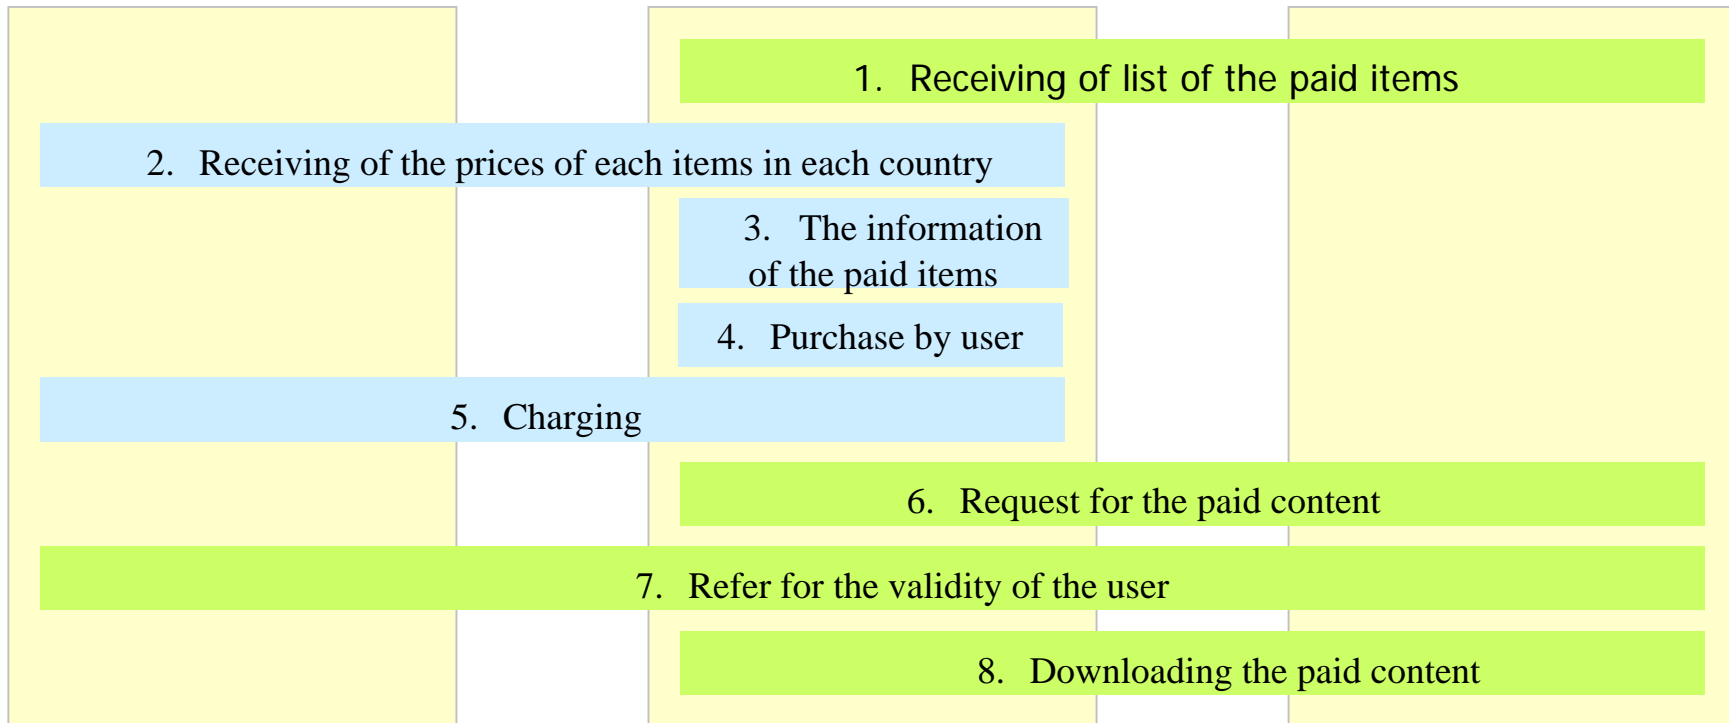 1. Receiving of list of the paid items
2. Receiving of the prices of each items in each country
3. The information
of the paid items
4. Purchase by user
5. Charging
6. Request for the paid content
7. Refer for the validity of the user
8. Downloading the paid content